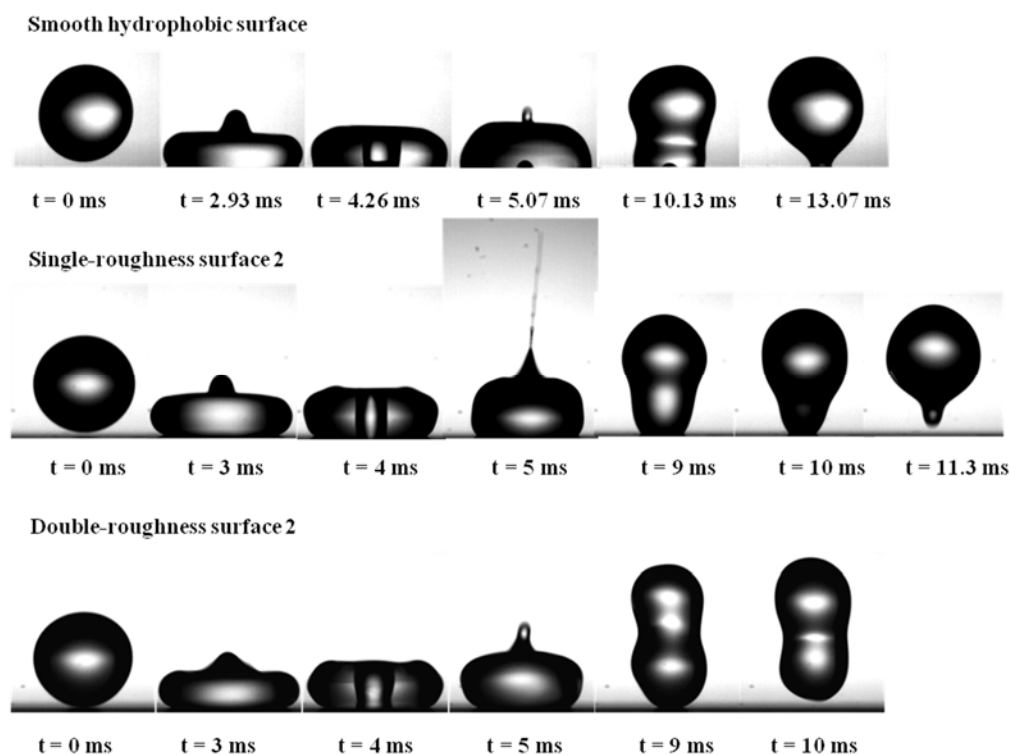 Smooth hydrophobic surface
t = 0 ms t = 2.93 ms t = 4.26 ms t = 5.07 ms t = 10.13 ms t = 13.07 ms
Single-roughness surface 2
t = 0 ms t = 3 ms t = 4 ms t = 5 ms t = 9 ms t = 10 ms t = 11.3 ms
Double-roughness surface 2
t = 0 ms t = 3 ms t = 4 ms t = 5 ms t = 9 ms t = 10 ms